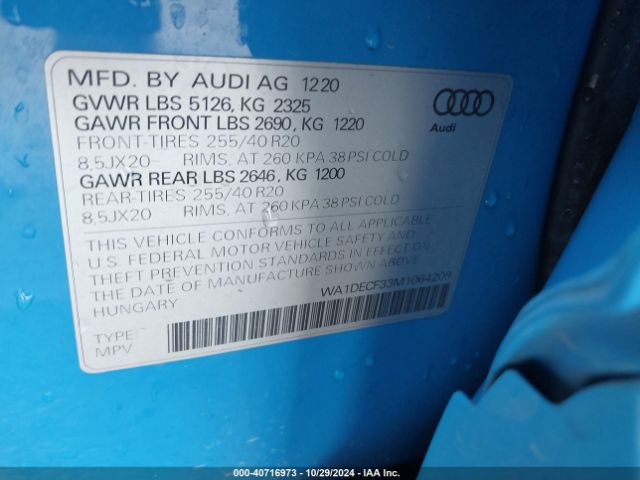 MFD. BY AUDI AG 1220
GVWR LBS 5126, KG 2325
GAWR FRONT LBS 2690, KG 1220
FRONT-TIRES 255/40 R20
8,5JX20 RIMS, AT 260 KPA 38 PSI COLD
GAWR REAR LBS 2646, KG 1200
REAR-TIRES 255/40 R20
8,5JX20 RIMS, AT 260 KPA 38 PSI COLD
THIS VEHICLE CONFORMS TO ALL APPLICABLE
U.S. FEDERAL MOTOR VEHICLE SAFETY AND
THEFT PREVENTION STANDARDS IN EFFECT ON
THE DATE OF MANUFACTURE SHOWN ABOVE
HUNGARY
Audi
WA1DECF33M1064209
TYPE
MPV
000-40716973 - 10/29/2024 - IAA Inc.